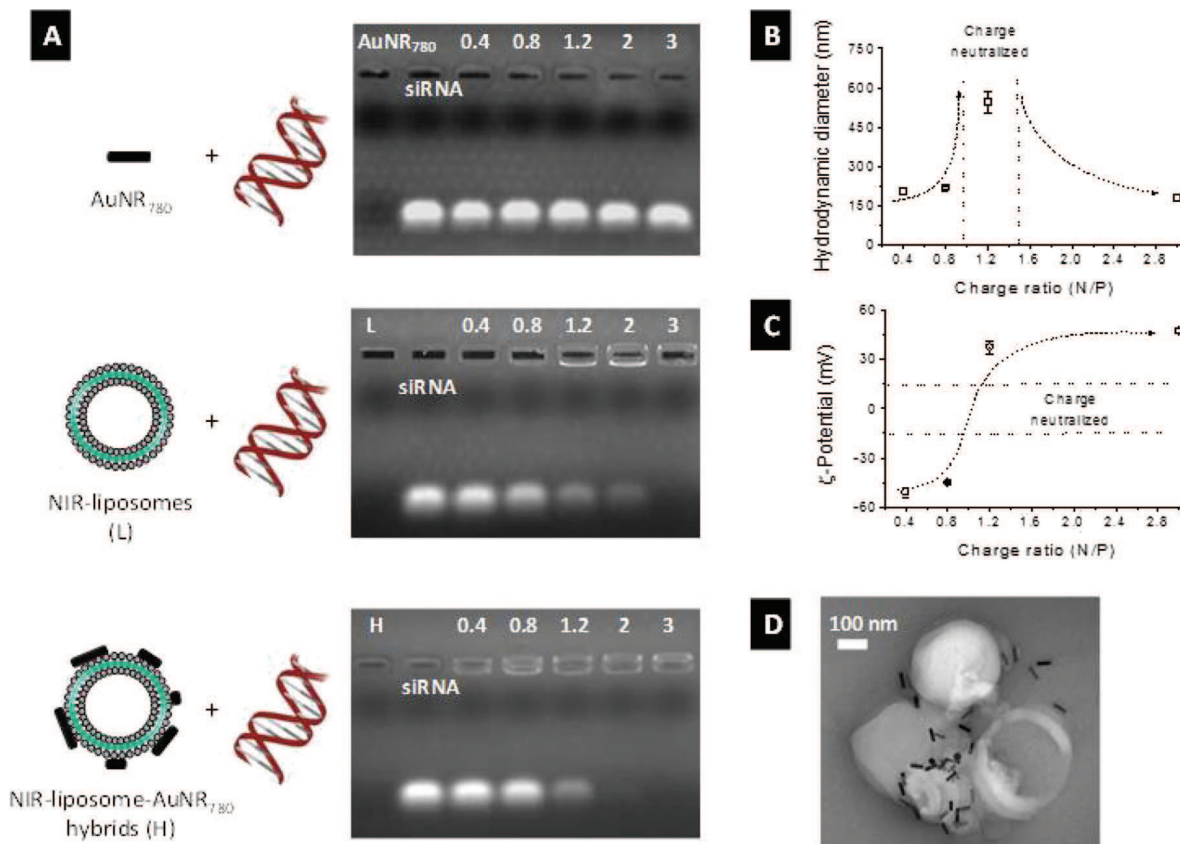 A
AuNR780 0.4 0.8 1.2 2 3
siRNA
+
AuNR780
L 0.4 0.8 1.2 2 3
siRNA
+
NIR-liposomes
(L)
H 0.4 0.8 1.2 2 3
siRNA
+
NIR-liposome-AuNR780
hybrids (H)
B
Charge
neutralized
Hydrodynamic diameter (nm)
750
600
450
300
150
0
0.4 0.8 1.2 1.6 2.0 2.4 2.8
Charge ratio (N/P)
C
ζ-Potential (mV)
60
30
0
-30
-60
Charge
neutralized
0.4 0.8 1.2 1.6 2.0 2.4 2.8
Charge ratio (N/P)
D
100 nm